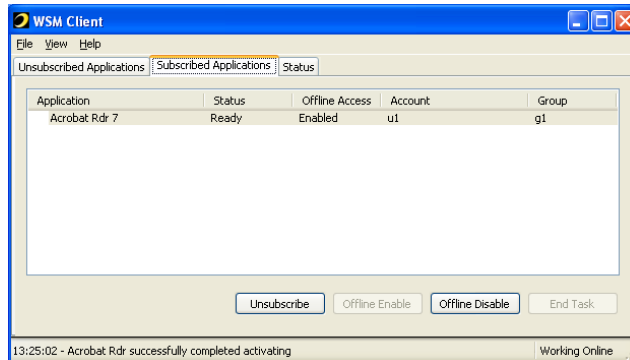 WSM Client
File View Help
Unsubscribed Applications Subscribed Applications Status
Application Status Offline Access Account Group
Acrobat Rdr 7 Ready Enabled u1 g1
Unsubscribe Offline Enable Offline Disable End Task
13:25:02 - Acrobat Rdr successfully completed activating Working Online